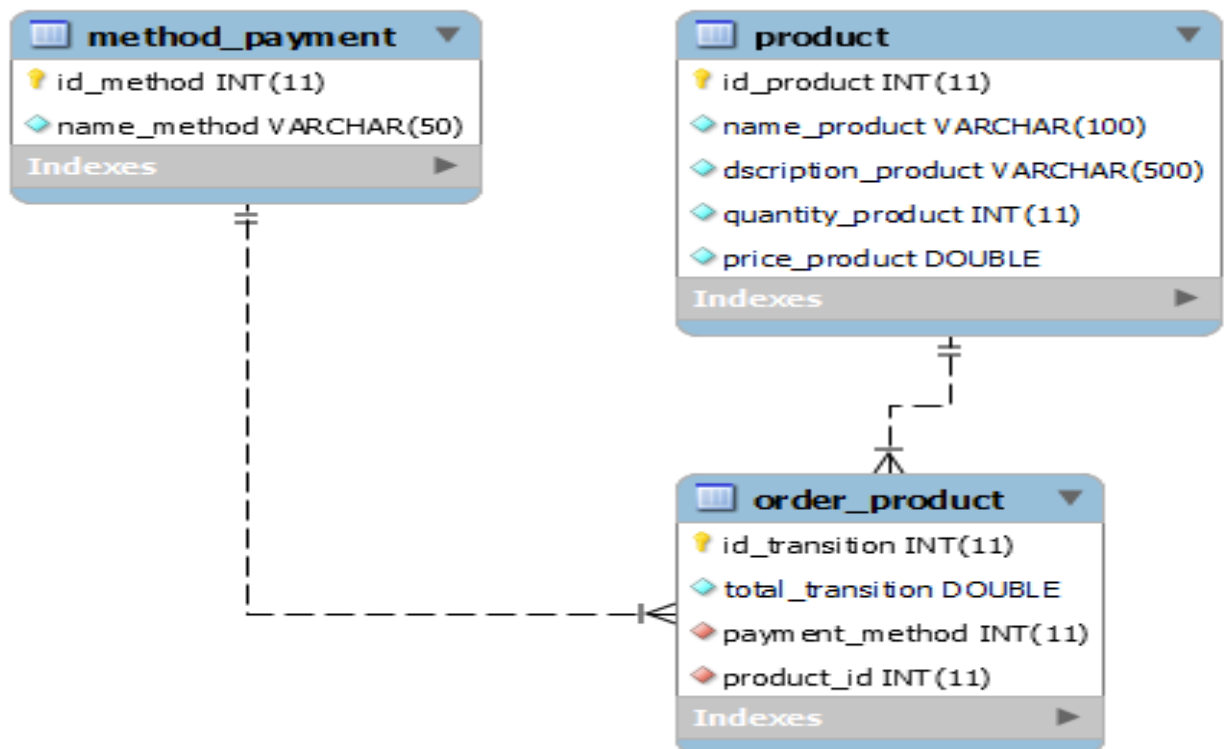 method_payment
id_method INT(11)
name_method VARCHAR(50)
Indexes
product
id_product INT(11)
name_product VARCHAR(100)
dscription_product VARCHAR(500)
quantity_product INT(11)
price_product DOUBLE
Indexes
order_product
id_transition INT(11)
total_transition DOUBLE
payment_method INT(11)
product_id INT(11)
Indexes